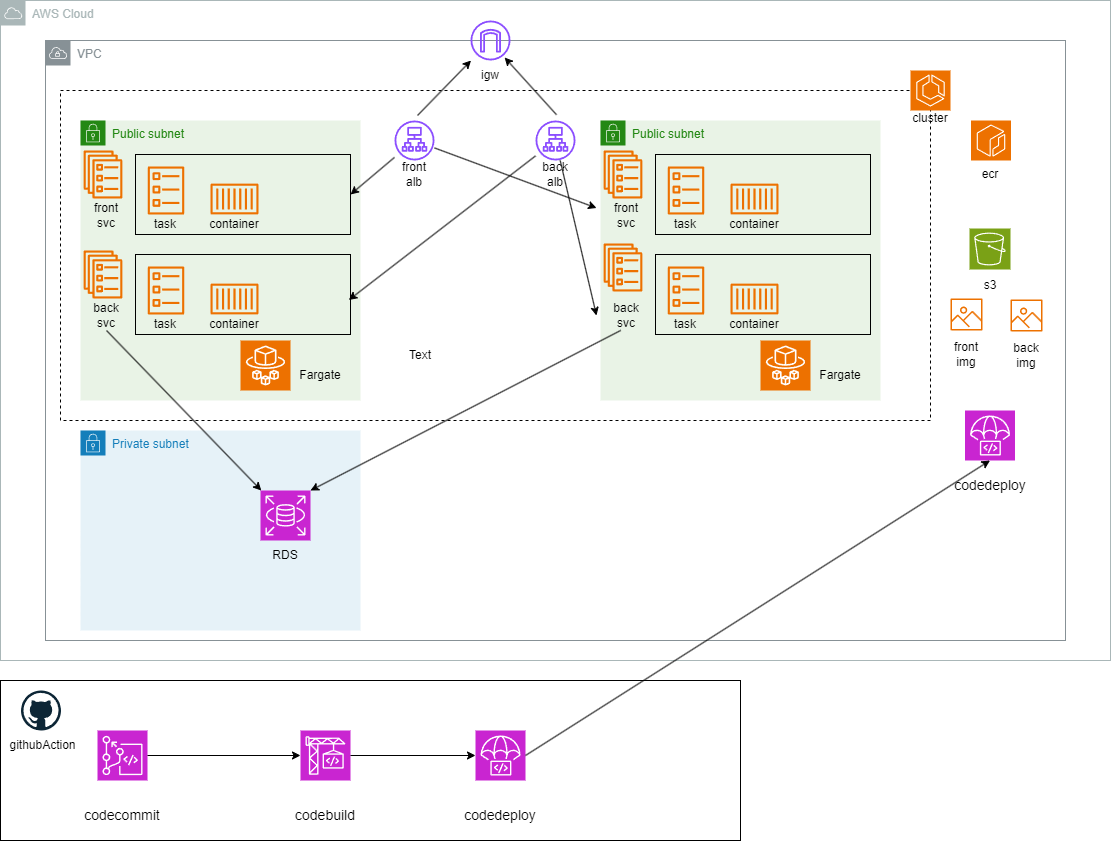 AWS Cloud
VPC
igw
cluster
Public subnet
front
alb
back
alb
Public subnet
ecr
front
svc
task
container
front
svc
task
container
s3
back
svc
task
container
back
svc
task
container
front
img
back
img
Text
Fargate
Fargate
Private subnet
codedeploy
RDS
githubAction
codecommit
codebuild
codedeploy